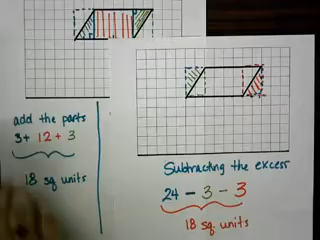 add the parts
3 + 12 + 3
18 sq units
Subtracting the excess
24 - 3 - 3
18 sq units